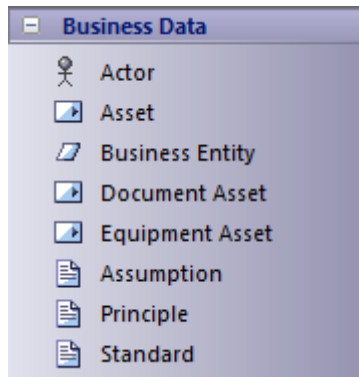 Business Data
Actor
Asset
Business Entity
Document Asset
Equipment Asset
Assumption
Principle
Standard